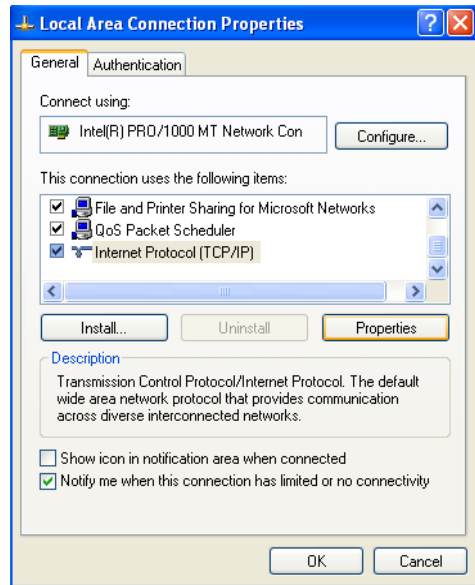 Local Area Connection Properties
General
Authentication
Connect using:
Intel(R) PRO/1000 MT Network Con
Configure...
This connection uses the following items:
File and Printer Sharing for Microsoft Networks
QoS Packet Scheduler
Internet Protocol (TCP/IP)
Install...
Uninstall
Properties
Description
Transmission Control Protocol/Internet Protocol. The default
wide area network protocol that provides communication
across diverse interconnected networks.
Show icon in notification area when connected
Notify me when this connection has limited or no connectivity
OK
Cancel